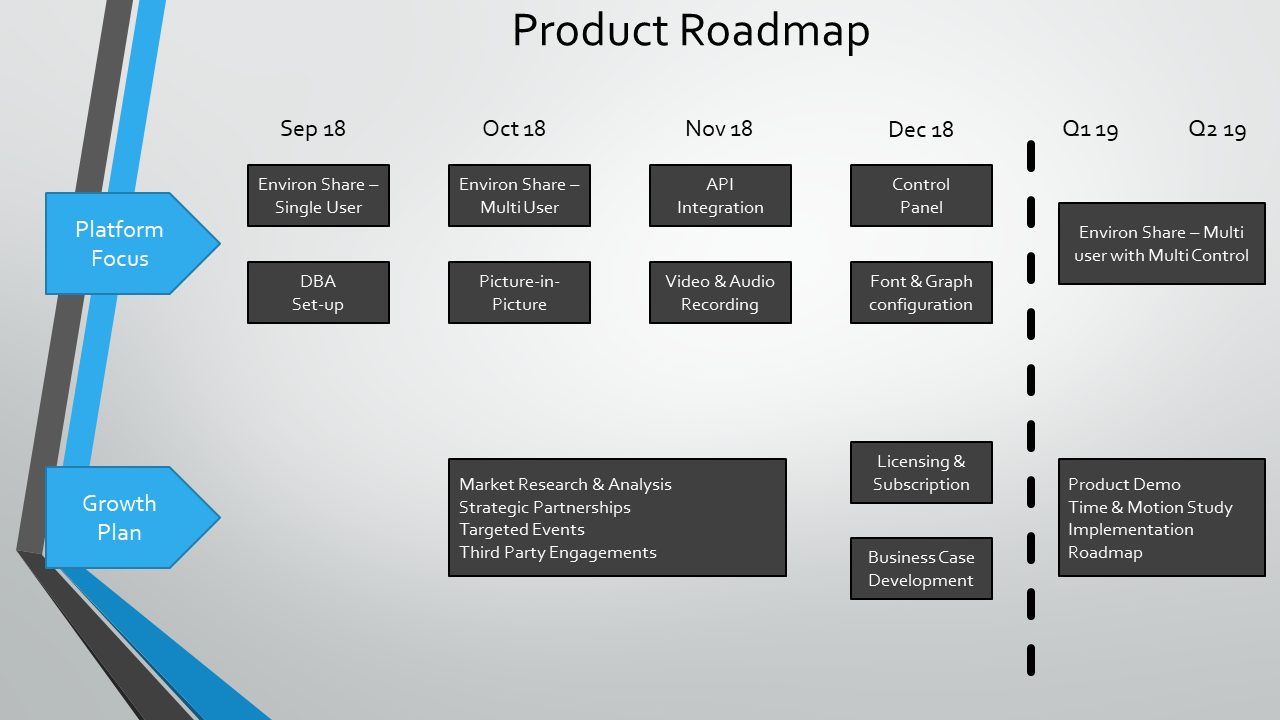 Product Roadmap
Sep 18
Oct 18
Nov 18
Dec 18
Q1 19
Q2 19
Platform
Focus
Environ Share –
Single User
Environ Share –
Multi User
API
Integration
Control
Panel
Environ Share – Multi
user with Multi Control
DBA
Set-up
Picture-in-
Picture
Video & Audio
Recording
Font & Graph
configuration
Growth
Plan
Market Research & Analysis
Strategic Partnerships
Targeted Events
Third Party Engagements
Licensing &
Subscription
Business Case
Development
Product Demo
Time & Motion Study
Implementation
Roadmap